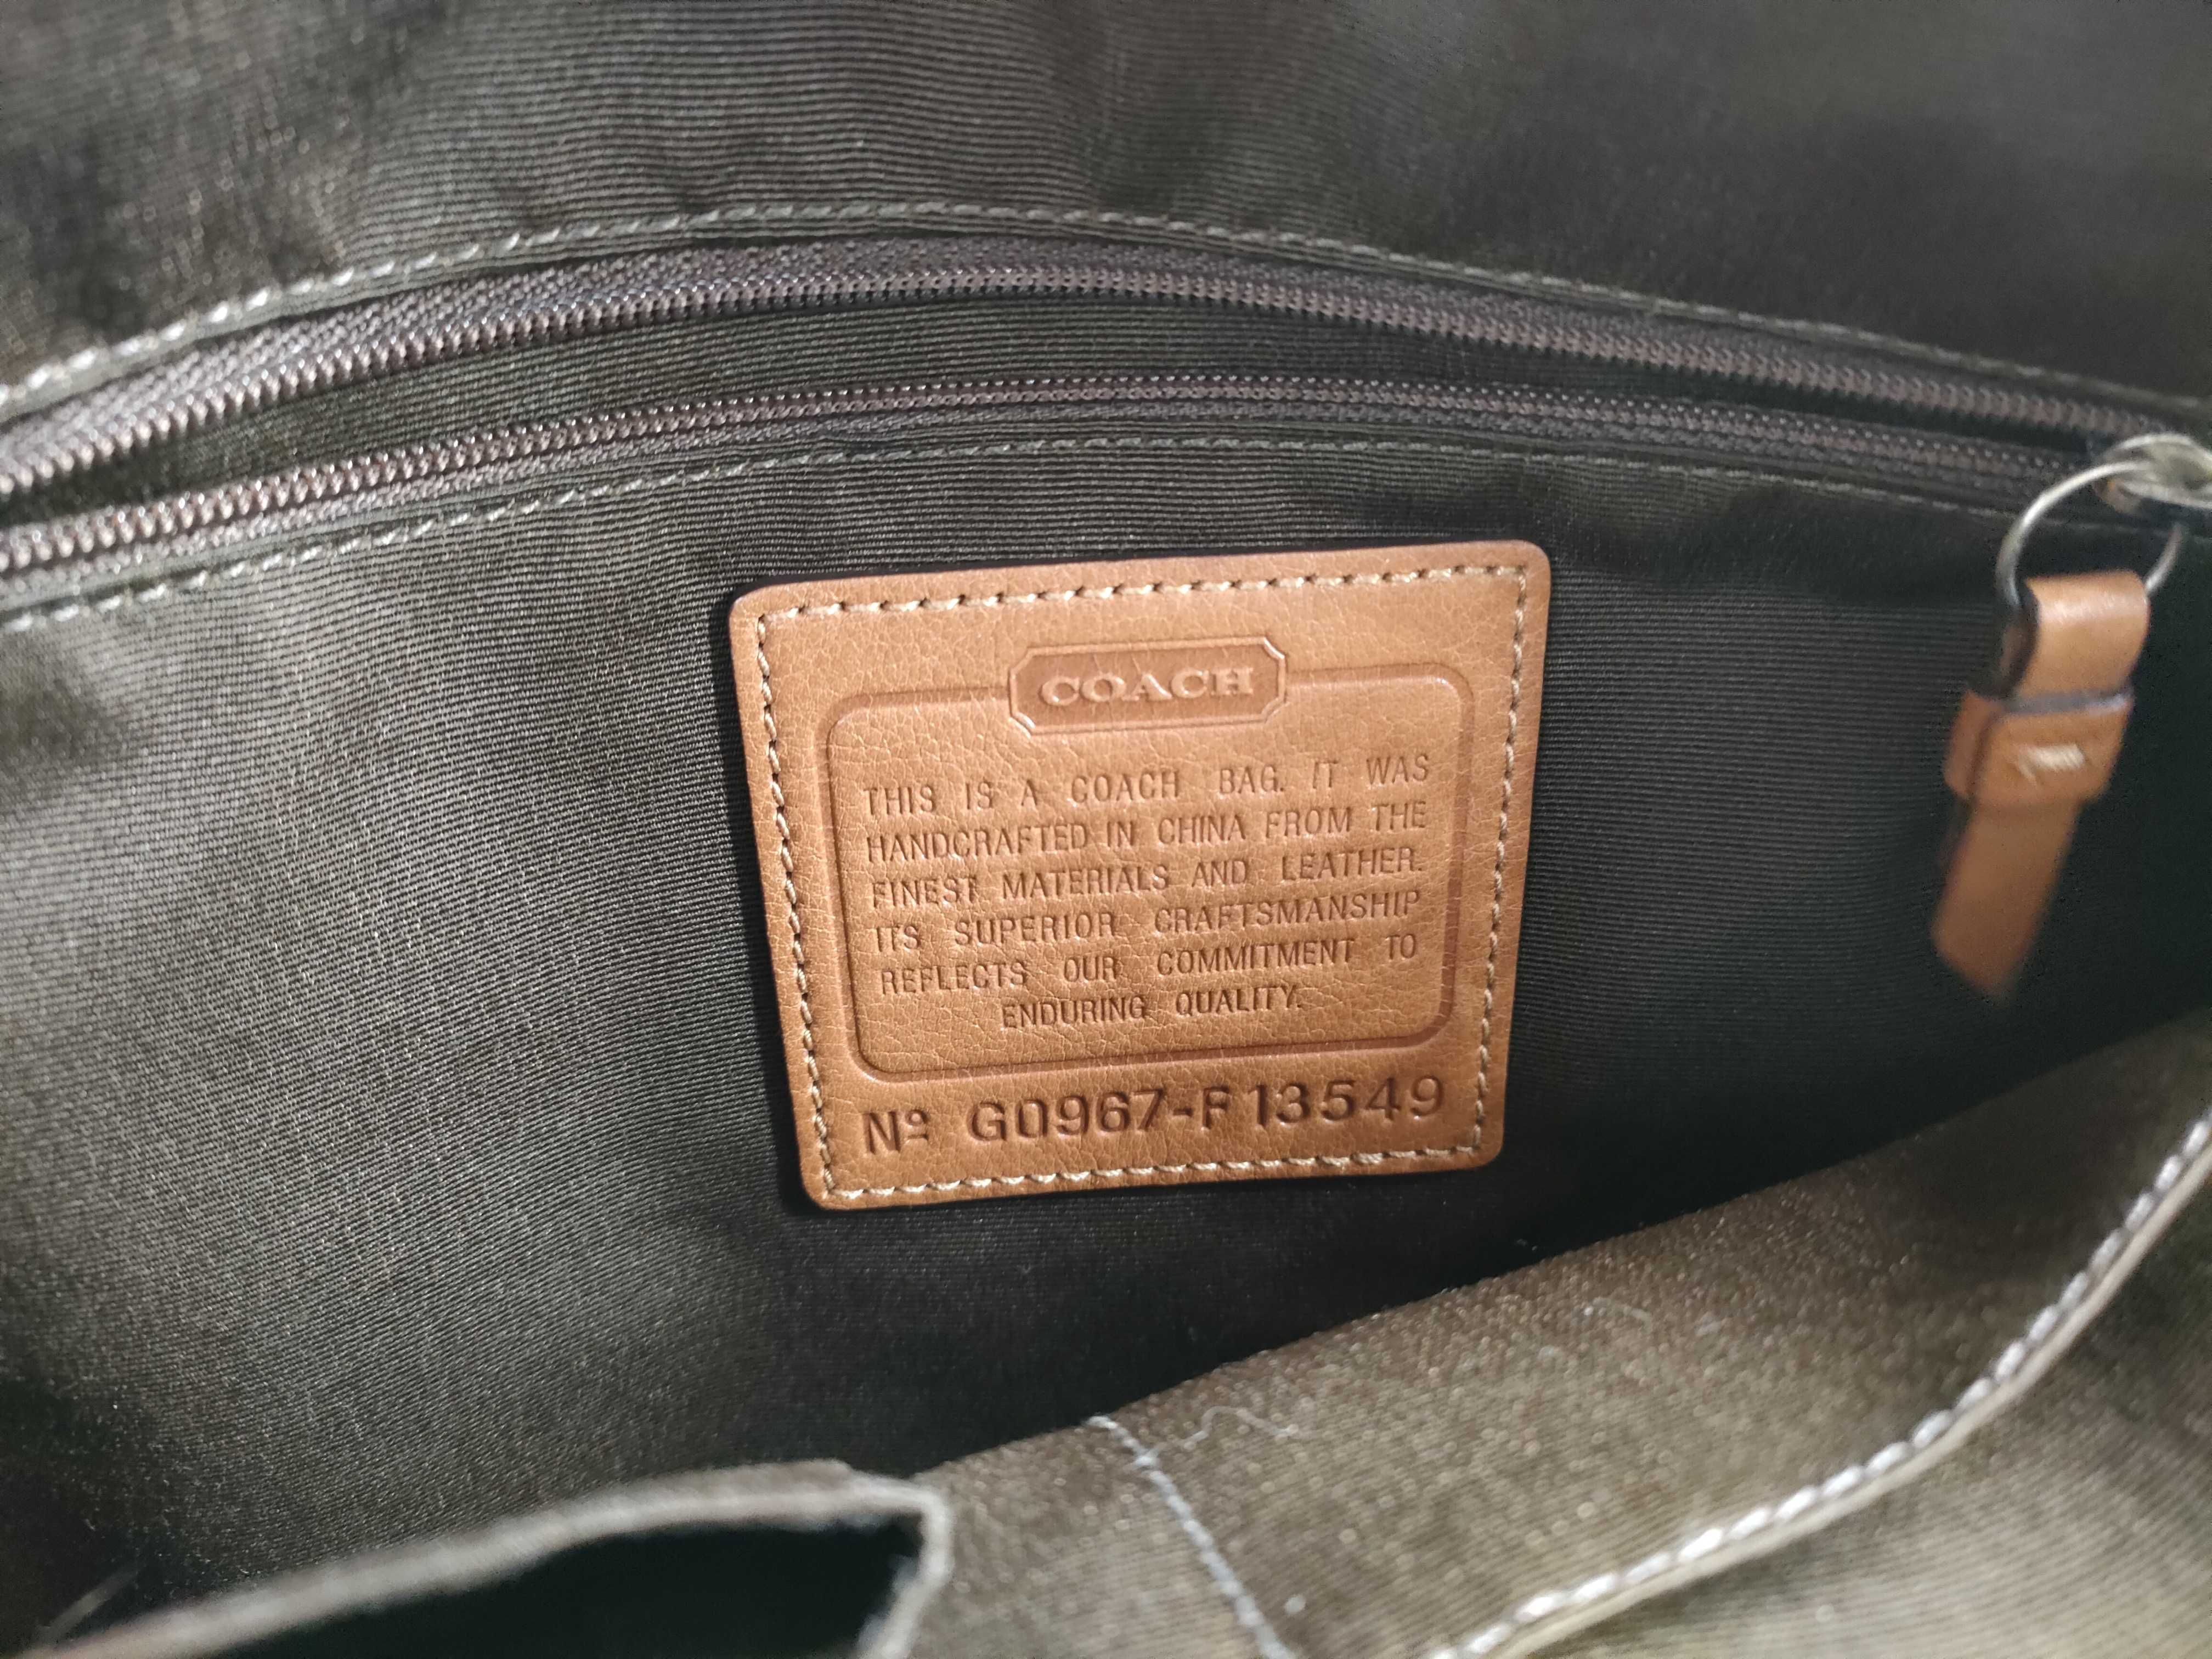 COACH
THIS IS A COACH BAG. IT WAS
HANDCRAFTED IN CHINA FROM THE
FINEST MATERIALS AND LEATHER.
ITS SUPERIOR CRAFTSMANSHIP
REFLECTS OUR COMMITMENT TO
ENDURING QUALITY.
Nº G0967-F13549